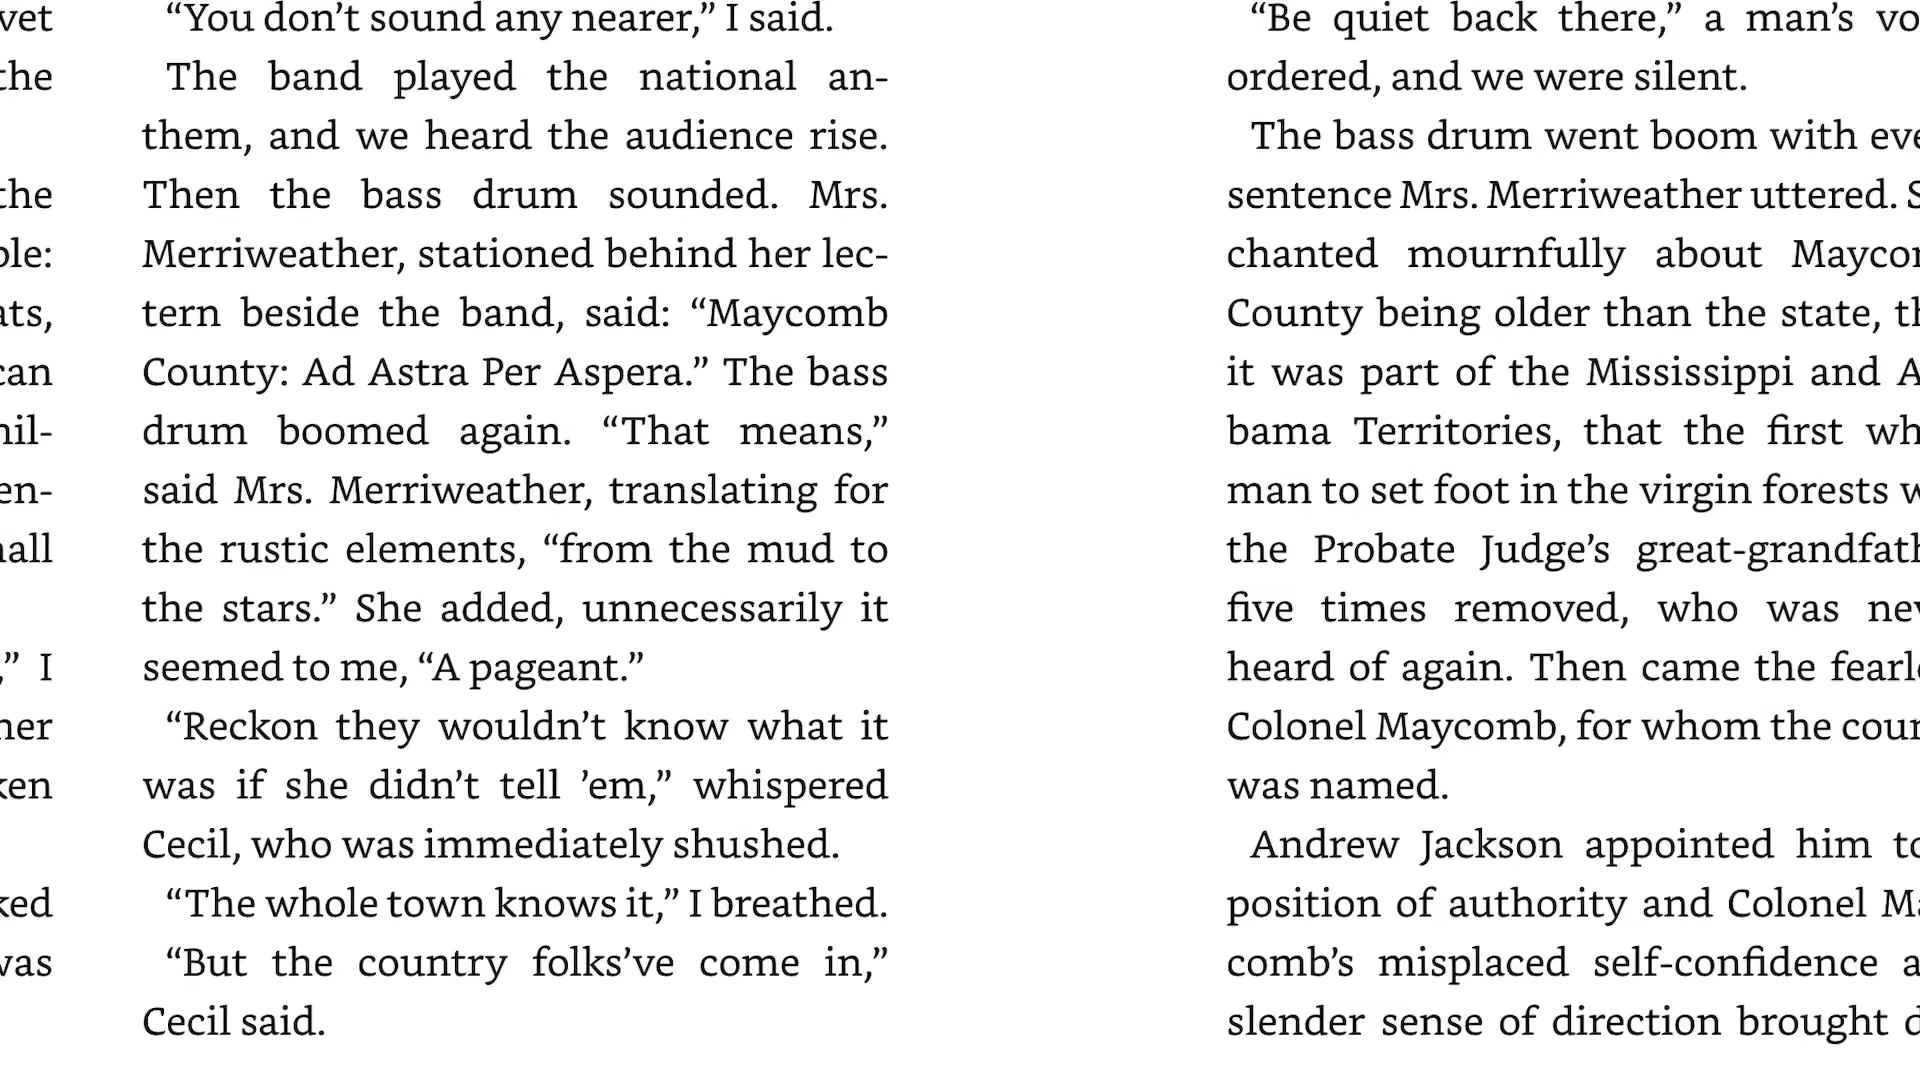 vet
the
the
ats,
can
" I
"You don't sound any nearer," I said.
The band played the national an-
them, and we heard the audience rise.
Then the bass drum sounded. Mrs.
Merriweather, stationed behind her lec-
tern beside the band, said: "Maycomb
County: Ad Astra Per Aspera." The bass
drum boomed again. "That means,"
said Mrs. Merriweather, translating for
the rustic elements, "from the mud to
the stars." She added, unnecessarily it
seemed to me, "A pageant."
"Reckon they wouldn't know what it
was if she didn't tell 'em," whispered
Cecil, who was immediately shushed.
"The whole town knows it," I breathed.
"But the country folks've come in,"
Cecil said.
"Be quiet back there," a man's
ordered, and we were silent.
The bass drum went boom with
sentence Mrs. Merriweather uttered.
chanted mournfully about
County being older than the state,
it was part of the Mississippi and
bama Territories, that the first
man to set foot in the virgin forests
the Probate Judge's
five times removed, who was
heard of again. Then came the
Colonel Maycomb, for whom the
was named.
Andrew Jackson appointed him
position of authority and Colonel
comb's misplaced self-confidence
slender sense of direction brought